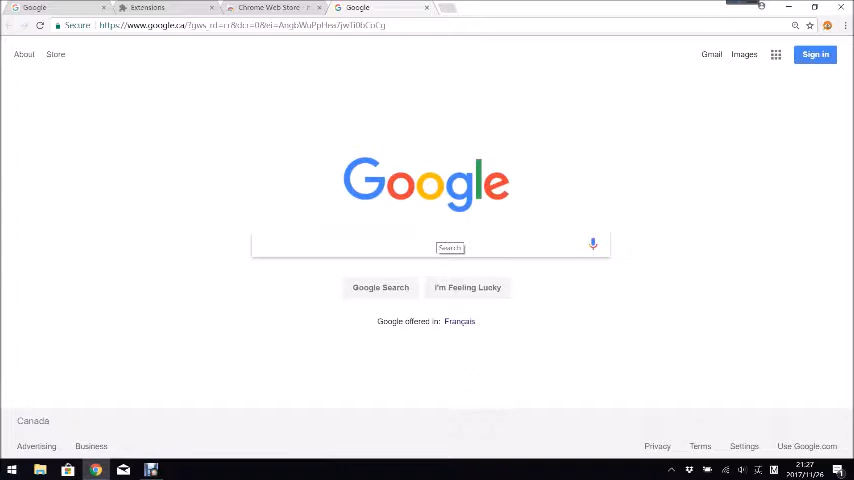 Google
Extensions
Chrome Web Store
Google
Secure
About
Store
Gmail
Images
Sign in
Google
Search
Google Search
I'm Feeling Lucky
Google offered in: Français
Canada
Advertising
Business
Privacy
Terms
Settings
Use Google.com
21:27
2017/11/26